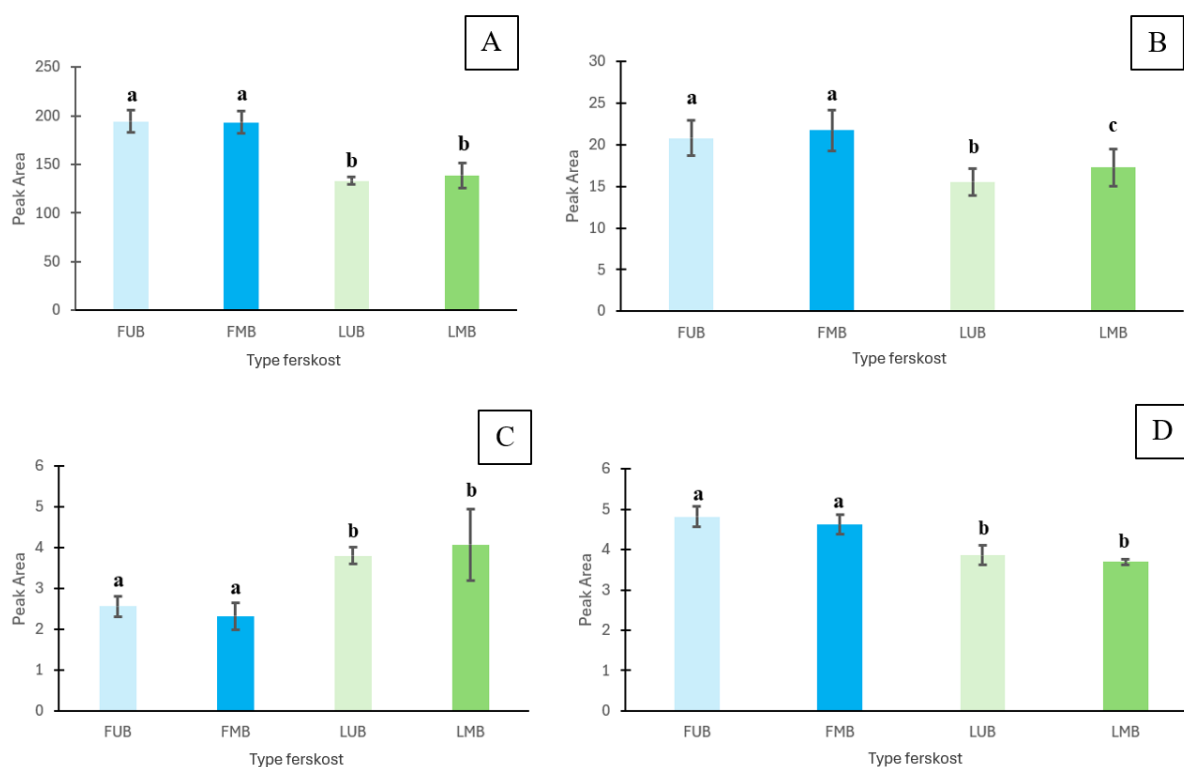 A
250
200
150
100
50
0
Peak Area
a
a
b
b
FUB
FMB
LUB
LMB
Type ferskost
B
30
25
20
15
10
5
0
Peak Area
a
a
b
c
FUB
FMB
LUB
LMB
Type ferskost
C
6
5
4
3
2
1
0
Peak Area
a
a
b
b
FUB
FMB
LUB
LMB
Type ferskost
D
6
5
4
3
2
1
0
Peak Area
a
a
b
b
FUB
FMB
LUB
LMB
Type ferskost